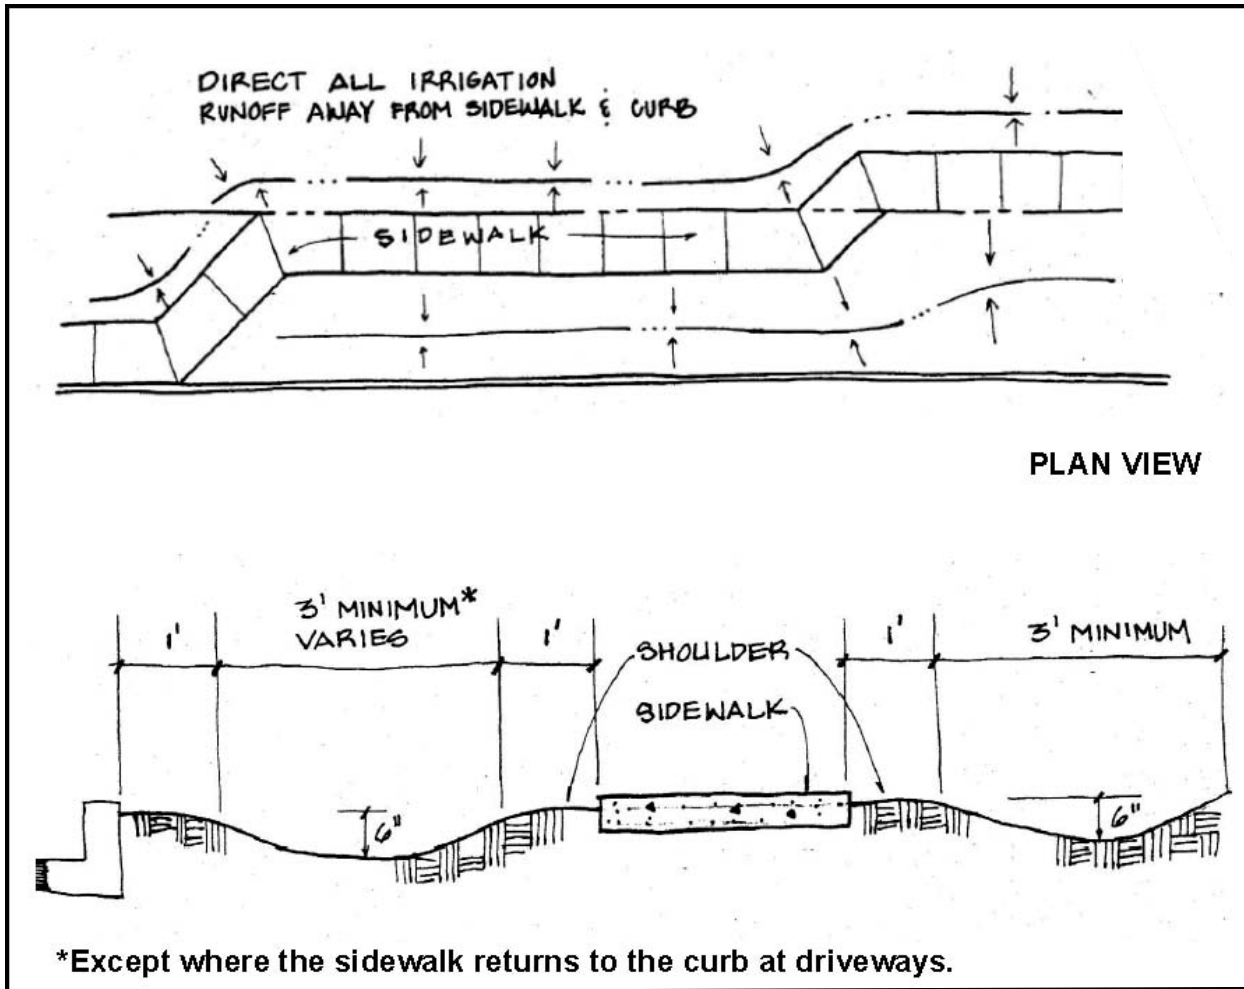 DIRECT ALL IRRIGATION
RUNOFF AWAY FROM SIDEWALK & CURB
SIDEWALK
PLAN VIEW
1'
3' MINIMUM*
VARIES
1'
SHOULDER
SIDEWALK
1'
3' MINIMUM
6"
6"
*Except where the sidewalk returns to the curb at driveways.